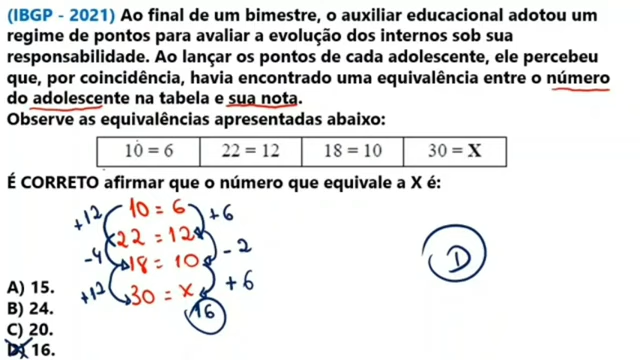 (IBGP - 2021) Ao final de um bimestre, o auxiliar educacional adotou um
regime de pontos para avaliar a evolução dos internos sob sua
responsabilidade. Ao lançar os pontos de cada adolescente, ele percebeu
que, por coincidência, havia encontrado uma equivalência entre o número
do adolescente na tabela e sua nota.
Observe as equivalências apresentadas abaixo:
10 = 6 22 = 12 18 = 10 30 = X
É CORRETO afirmar que o número que equivale a X é:
+12 10 = 6 +6
22 = 12
-4 -2
18 = 10
+12 +6
30 = x
16
D
A) 15.
B) 24.
C) 20.
D) 16.